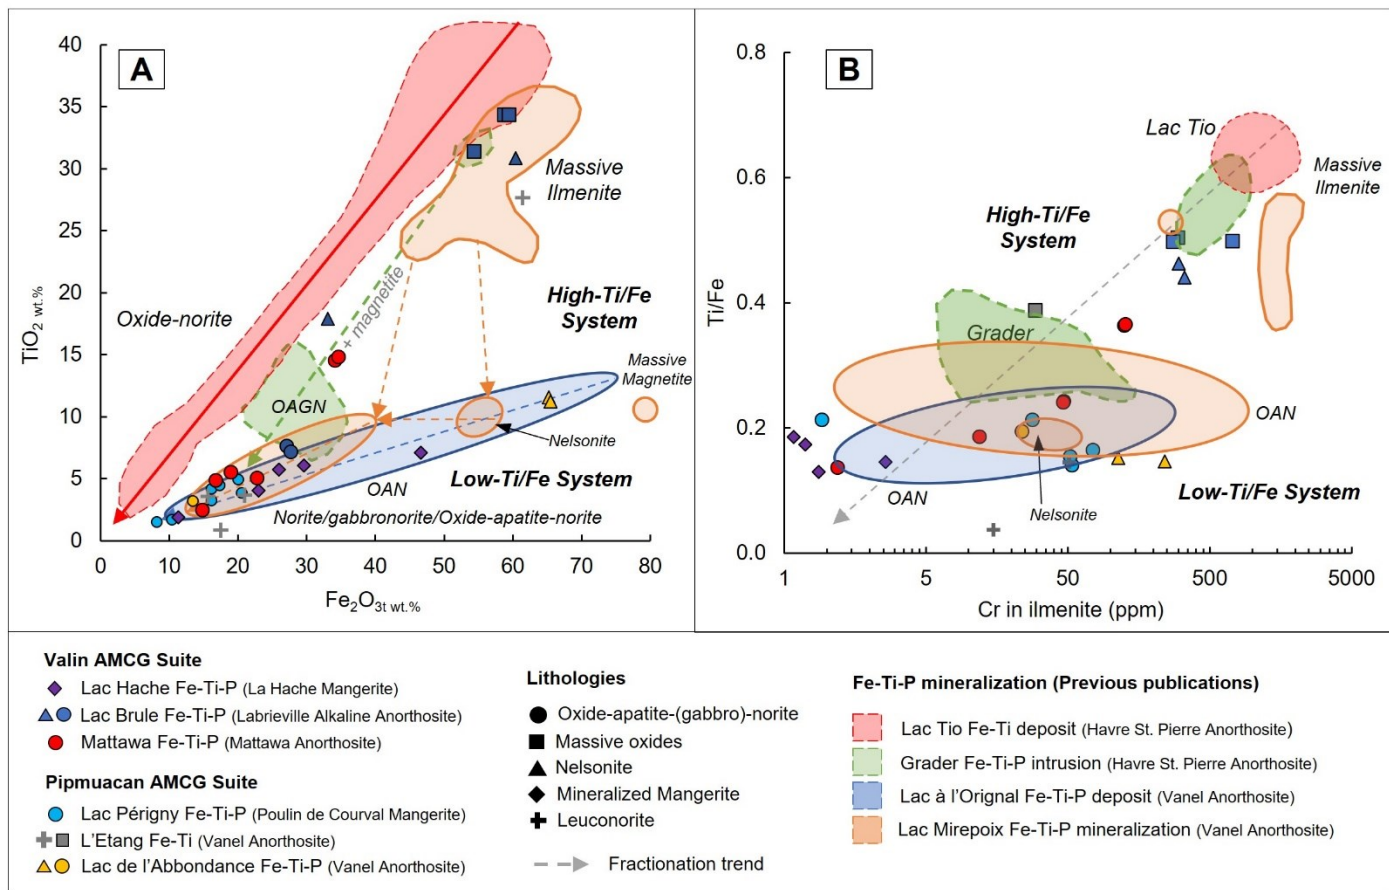 A
40
35
30
25
20
15
10
5
0
TiO2 wt.%
0
10
20
30
40
50
60
70
80
Fe2O3t wt.%
Oxide-norite
Massive
Ilmenite
+ magnetite
High-Ti/Fe
System
OAGN
Massive
Magnetite
Nelsonite
Low-Ti/Fe System
OAN
Norite/gabbronorite/Oxide-apatite-norite
B
0.8
0.6
0.4
0.2
0.0
Ti/Fe
1
5
50
500
5000
Cr in ilmenite (ppm)
Lac Tio
Massive
Ilmenite
High-Ti/Fe
System
Grader
OAN
OAN
Nelsonite
Low-Ti/Fe System
Valin AMCG Suite
Lac Hache Fe-Ti-P (La Hache Mangerite)
Lac Brule Fe-Ti-P (Labrieville Alkaline Anorthosite)
Mattawa Fe-Ti-P (Mattawa Anorthosite)
Pipmuacan AMCG Suite
Lac Périgny Fe-Ti-P (Poulin de Courval Mangerite)
L'Etang Fe-Ti (Vanel Anorthosite)
Lac de l'Abbondance Fe-Ti-P (Vanel Anorthosite)
Lithologies
Oxide-apatite-(gabbro)-norite
Massive oxides
Nelsonite
Mineralized Mangerite
Leuconorite
Fractionation trend
Fe-Ti-P mineralization (Previous publications)
Lac Tio Fe-Ti deposit (Havre St. Pierre Anorthosite)
Grader Fe-Ti-P intrusion (Havre St. Pierre Anorthosite)
Lac à l'Orignal Fe-Ti-P deposit (Vanel Anorthosite)
Lac Mirepoix Fe-Ti-P mineralization (Vanel Anorthosite)